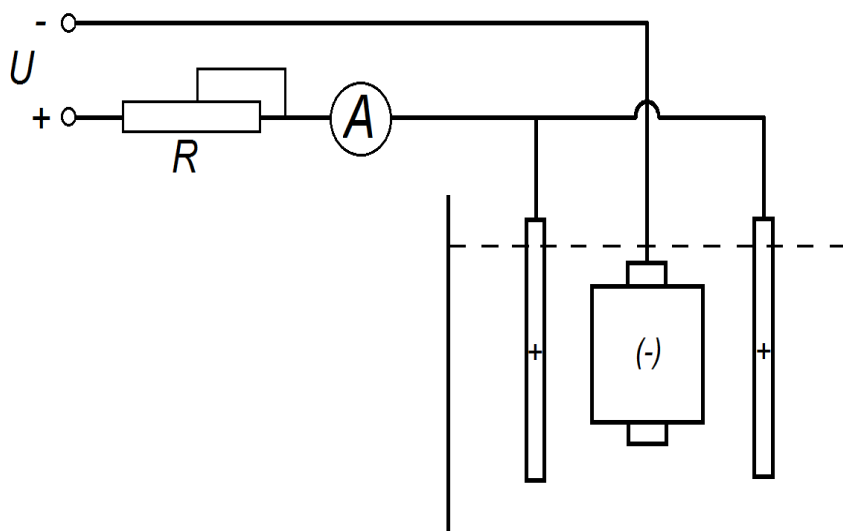 -
U
+
R
A
+
(-)
+